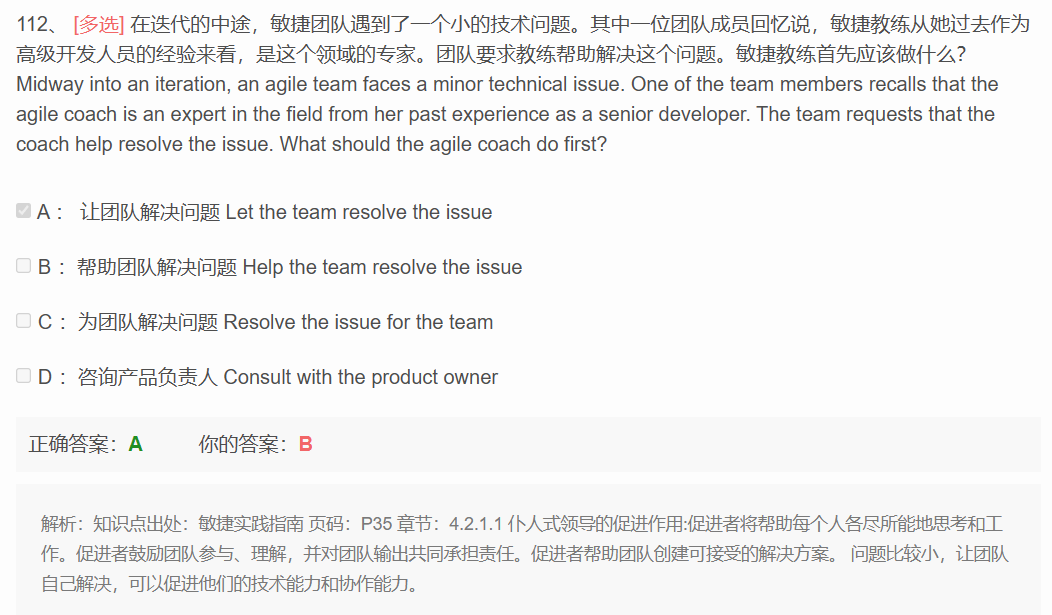 112、 [多选] 在迭代的中途，敏捷团队遇到了一个小的技术问题。其中一位团队成员回忆说，敏捷教练从她过去作为
高级开发人员的经验来看，是这个领域的专家。团队要求教练帮助解决这个问题。敏捷教练首先应该做什么？
Midway into an iteration, an agile team faces a minor technical issue. One of the team members recalls that the
agile coach is an expert in the field from her past experience as a senior developer. The team requests that the
coach help resolve the issue. What should the agile coach do first?
A： 让团队解决问题 Let the team resolve the issue
B：帮助团队解决问题 Help the team resolve the issue
C：为团队解决问题 Resolve the issue for the team
D：咨询产品负责人 Consult with the product owner
正确答案：A 你的答案：B
解析：知识点出处：敏捷实践指南 页码：P35 章节：4.2.1.1 仆人式领导的促进作用:促进者将帮助每个人各尽所能地思考和工
作。促进者鼓励团队参与、理解，并对团队输出共同承担责任。促进者帮助团队创建可接受的解决方案。 问题比较小，让团队
自己解决，可以促进他们的技术能力和协作能力。